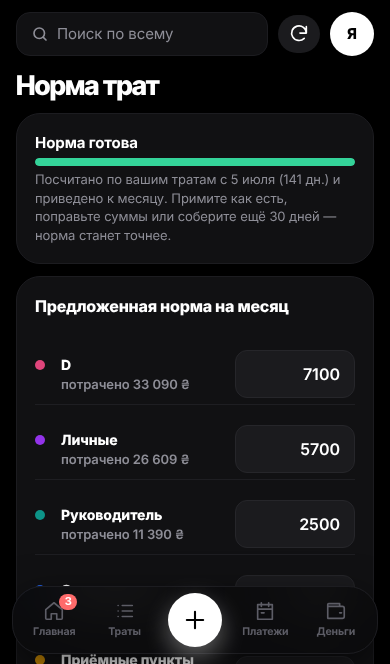 Поиск по всему
Я
Норма трат
Норма готова
Посчитано по вашим тратам с 5 июля (141 дн.) и
приведено к месяцу. Примите как есть,
поправьте суммы или соберите ещё 30 дней —
норма станет точнее.
Предложенная норма на месяц
D
потрачено 33 090 ₴
7100
Личные
потрачено 26 609 ₴
5700
Руководитель
потрачено 11 390 ₴
2500
3
Главная
Траты
Платежи
Деньги
Приёмные пункты